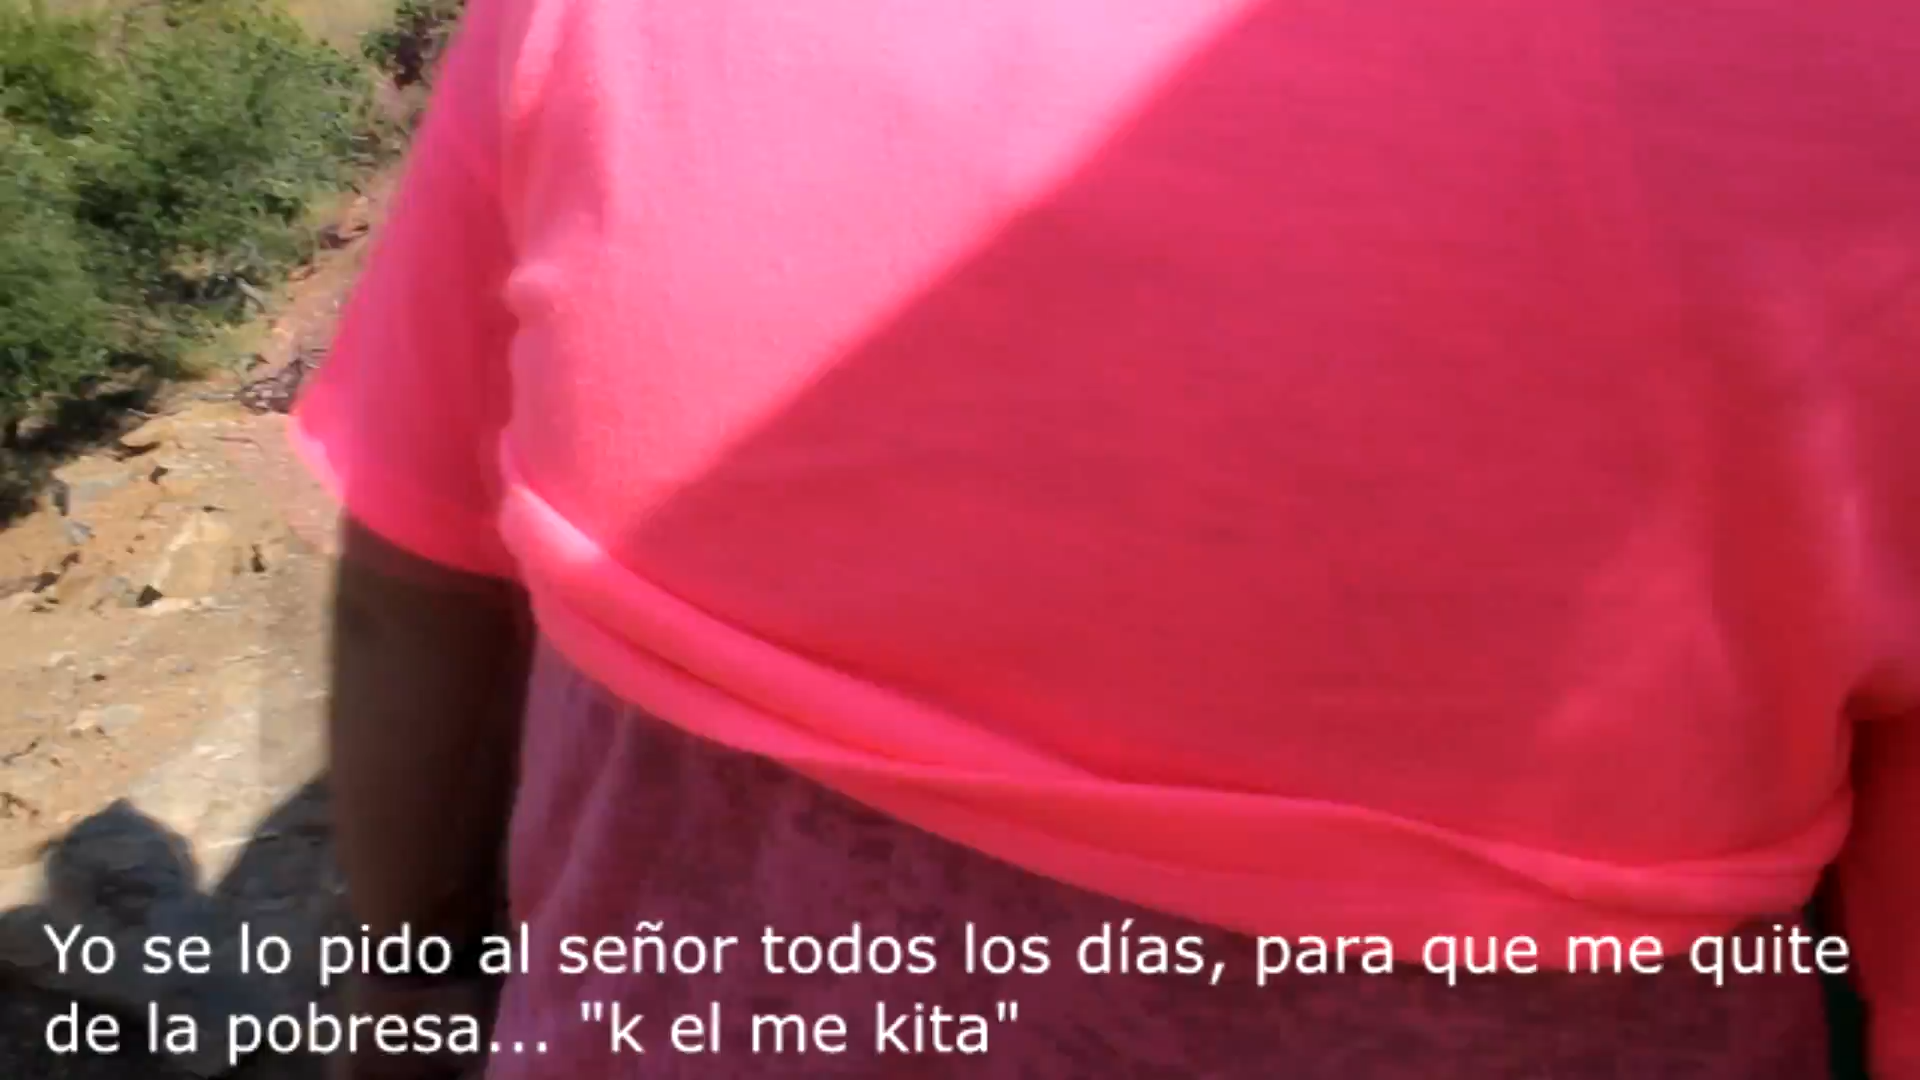 Yo se lo pido al señor todos los días, para que me quite
de la pobresa... "k el me kita"